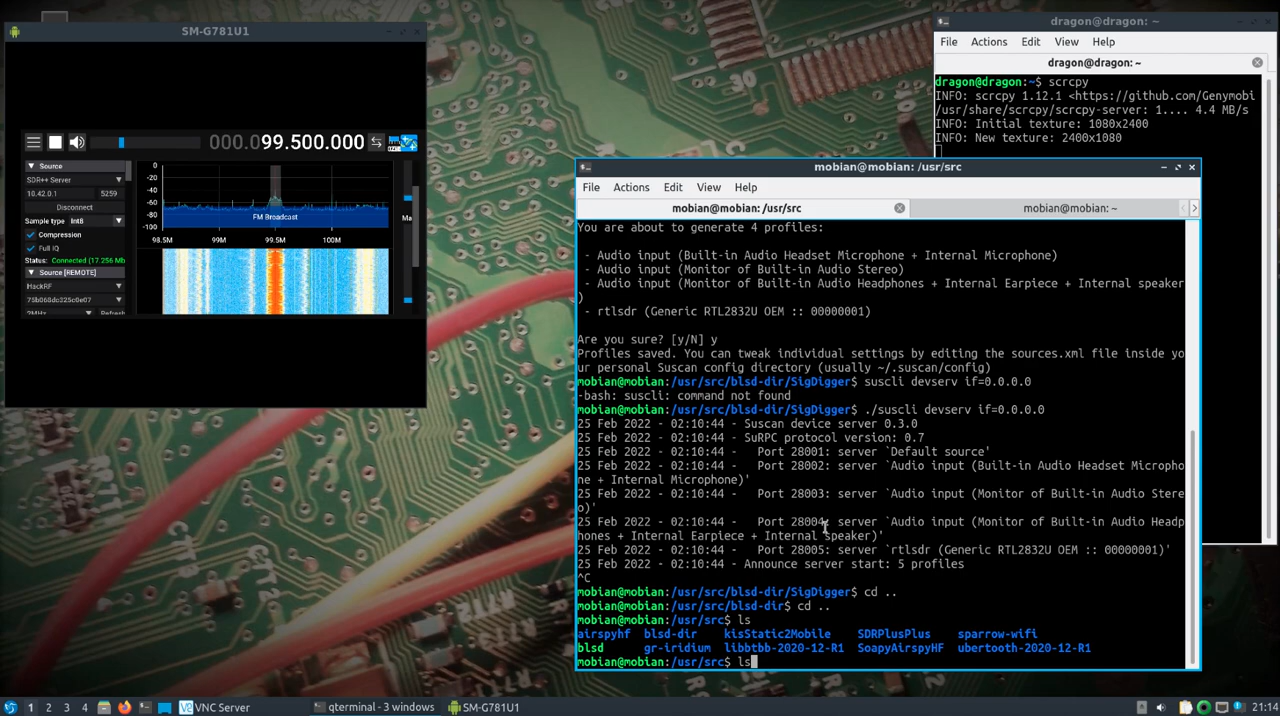 SM-G781U1
000.099.500.000
Source
SDR++ Server
10.42.0.1 5259
Disconnect
Sample type Int8
Compression
Full IQ
Status: Connected (17.256 Mb
Source [REMOTE]
HackRF
2MHz Refresh
0
-20
-40
-60
-80
-100
FM Broadcast
98.5M 99M 99.5M 100M
Ma
dragon@dragon: ~
File Actions Edit View Help
dragon@dragon: ~
dragon@dragon:~$ scrcpy
INFO: scrcpy 1.12.1 <https://github.com/Genymobi
/usr/share/scrcpy/scrcpy-server: 1.... 4.4 MB/s
INFO: Initial texture: 1080x2400
INFO: New texture: 2400x1080
mobian@mobian: /usr/src
File Actions Edit View Help
mobian@mobian: /usr/src mobian@mobian: ~
You are about to generate 4 profiles:
- Audio input (Built-in Audio Headset Microphone + Internal Microphone)
- Audio input (Monitor of Built-in Audio Stereo)
- Audio input (Monitor of Built-in Audio Headphones + Internal Earpiece + Internal speaker
)
- rtlsdr (Generic RTL2832U OEM :: 00000001)
Are you sure? [y/N] y
Profiles saved. You can tweak individual settings by editing the sources.xml file inside yo
ur personal Suscan config directory (usually ~/.suscan/config)
mobian@mobian:/usr/src/blsd-dir/SigDigger$ suscli devserv if=0.0.0.0
-bash: suscli: command not found
mobian@mobian:/usr/src/blsd-dir/SigDigger$ ./suscli devserv if=0.0.0.0
25 Feb 2022 - 02:10:44 - Suscan device server 0.3.0
25 Feb 2022 - 02:10:44 - SuRPC protocol version: 0.7
25 Feb 2022 - 02:10:44 -   Port 28001: server `Default source'
25 Feb 2022 - 02:10:44 -   Port 28002: server `Audio input (Built-in Audio Headset Micropho
ne + Internal Microphone)'
25 Feb 2022 - 02:10:44 -   Port 28003: server `Audio input (Monitor of Built-in Audio Stere
o)'
25 Feb 2022 - 02:10:44 -   Port 28004: server `Audio input (Monitor of Built-in Audio Headp
hones + Internal Earpiece + Internal speaker)'
25 Feb 2022 - 02:10:44 -   Port 28005: server `rtlsdr (Generic RTL2832U OEM :: 00000001)'
25 Feb 2022 - 02:10:44 - Announce server start: 5 profiles
^C
mobian@mobian:/usr/src/blsd-dir/SigDigger$ cd ..
mobian@mobian:/usr/src/blsd-dir$ cd ..
mobian@mobian:/usr/src$ ls
airspyhf blsd-dir kisStatic2Mobile SDRPlusPlus sparrow-wifi
blsd gr-iridium libbtbb-2020-12-R1 SoapyAirspyHF ubertooth-2020-12-R1
mobian@mobian:/usr/src$ ls
1 2 3 4 VNC Server qterminal - 3 windows SM-G781U1 21:14